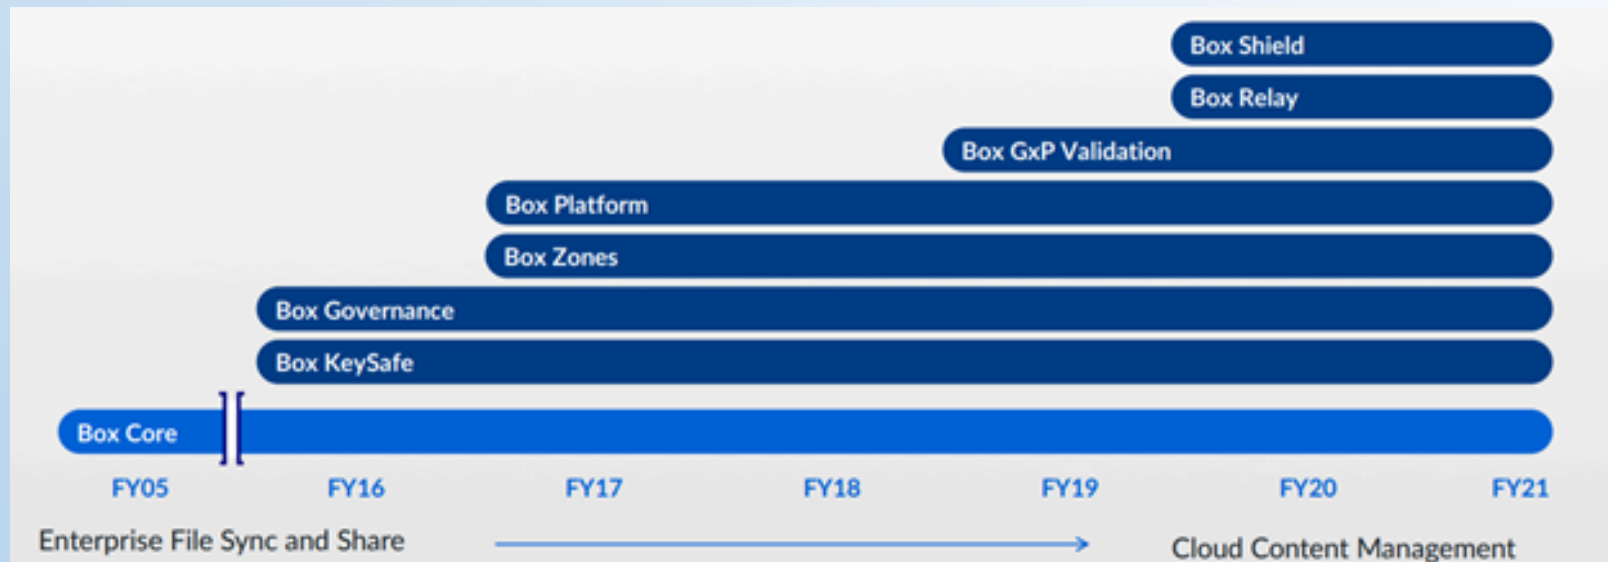 Box Shield
Box Relay
Box GxP Validation
Box Platform
Box Zones
Box Governance
Box KeySafe
Box Core
FY05 FY16 FY17 FY18 FY19 FY20 FY21
Enterprise File Sync and Share Cloud Content Management